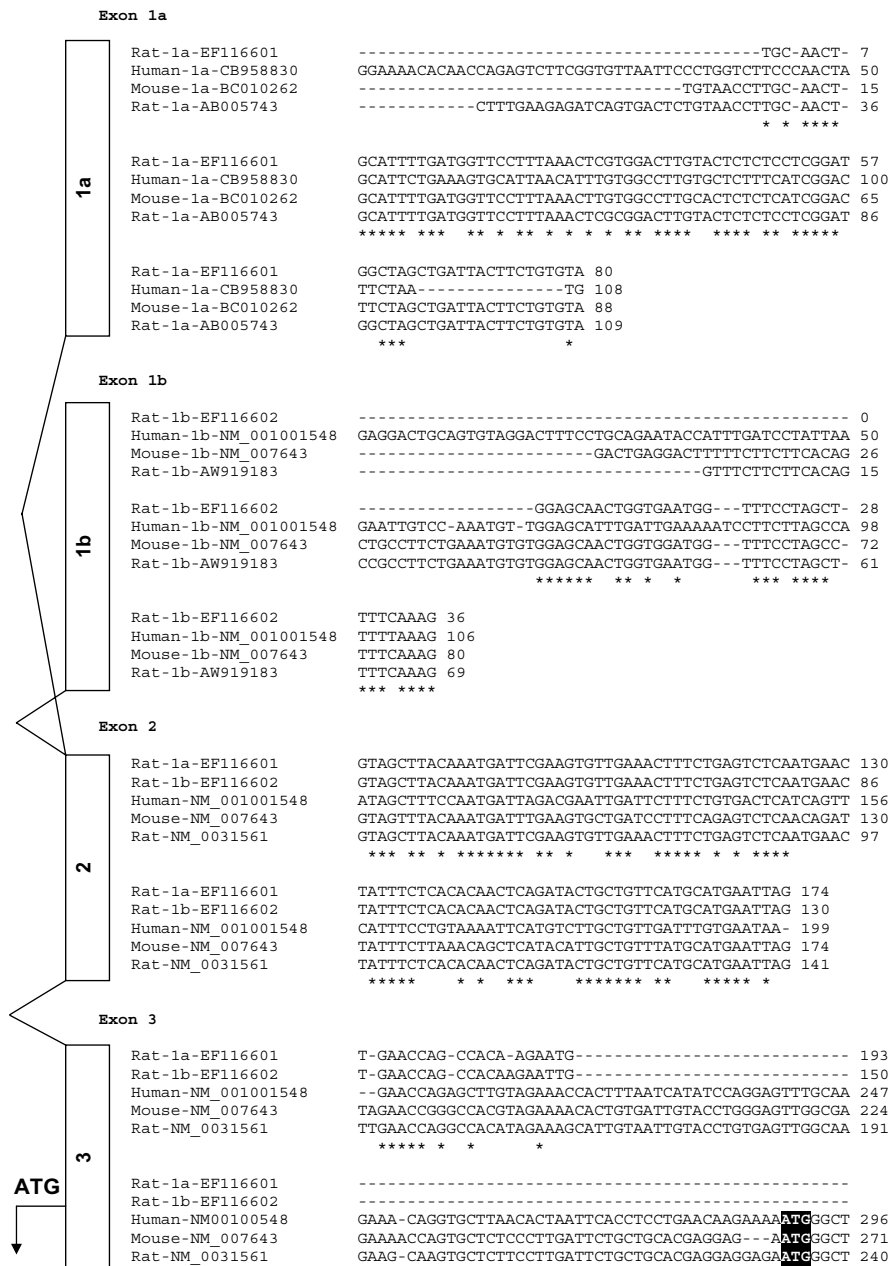 Exon 1a
Rat-1a-EF116601 -----------------------------------------TGC-AACT- 7
Human-1a-CB958830 GGAAAACACAACCAGAGTCTTCGGTGTTAATTCCCTGGTCTTCCCAACTA 50
Mouse-1a-BC010262 ---------------------------------TGTAACCTTGC-AACT- 15
Rat-1a-AB005743 ------------CTTTGAAGAGATCAGTGACTCTGTAACCTTGC-AACT- 36
* * ****
1a
Rat-1a-EF116601 GCATTTTGATGGTTCCTTTAAACTCGTGGACTTGTACTCTCTCCTCGGAT 57
Human-1a-CB958830 GCATTCTGAAAGTGCATTAACATTTGTGGCCTTGTGCTCTTTCATCGGAC 100
Mouse-1a-BC010262 GCATTTTGATGGTTCCTTTAAACTTGTGGCCTTGCACTCTCTCATCGGAT 65
Rat-1a-AB005743 GCATTTTGATGGTTCCTTTAAACTCGCGGACTTGTACTCTCTCCTCGGAT 86
***** *** ** ** * * * * * * ** **** **** ** *****
Rat-1a-EF116601 GGCTAGCTGATTACTTCTGTGTA 80
Human-1a-CB958830 TTCTAA---------------TG 108
Mouse-1a-BC010262 TTCTAGCTGATTACTTCTGTGTA 88
Rat-1a-AB005743 GGCTAGCTGATTACTTCTGTGTA 109
*** *
Exon 1b
Rat-1b-EF116602 -------------------------------------------------- 0
Human-1b-NM_001001548 GAGGACTGCAGTGTAGGACTTTCCTGCAGAATACCATTTGATCCTATTAA 50
Mouse-1b-NM_007643 ------------------------GACTGAGGACTTTTTCTTCTTCACAG 26
Rat-1b-AW919183 -----------------------------------GTTTCTTCTTCACAG 15
1b
Rat-1b-EF116602 ------------------GGAGCAACTGGTGAATGG---TTTCCTAGCT- 28
Human-1b-NM_001001548 GAATTGTCC-AAATGT-TGGAGCATTTGATTGAAAAATCCTTCTTAGCCA 98
Mouse-1b-NM_007643 CTGCCTTCTGAAATGTGTGGAGCAACTGGTGGATGG---TTTCCTAGCC- 72
Rat-1b-AW919183 CCGCCTTCTGAAATGTGTGGAGCAACTGGTGAATGG---TTTCCTAGCT- 61
****** ** * * *** ****
Rat-1b-EF116602 TTTCAAAG 36
Human-1b-NM_001001548 TTTTAAAG 106
Mouse-1b-NM_007643 TTTCAAAG 80
Rat-1b-AW919183 TTTCAAAG 69
*** ****
Exon 2
Rat-1a-EF116601 GTAGCTTACAAATGATTCGAAGTGTTGAAACTTTCTGAGTCTCAATGAAC 130
Rat-1b-EF116602 GTAGCTTACAAATGATTCGAAGTGTTGAAACTTTCTGAGTCTCAATGAAC 86
Human-NM_001001548 ATAGCTTTCCAATGATTAGACGAATTGATTCTTTCTGTGACTCATCAGTT 156
Mouse-NM_007643 GTAGTTTACAAATGATTTGAAGTGCTGATCCTTTCAGAGTCTCAACAGAT 130
Rat-NM_0031561 GTAGCTTACAAATGATTCGAAGTGTTGAAACTTTCTGAGTCTCAATGAAC 97
*** ** * ******* ** * *** ***** * * ****
2
Rat-1a-EF116601 TATTTCTCACACAACTCAGATACTGCTGTTCATGCATGAATTAG 174
Rat-1b-EF116602 TATTTCTCACACAACTCAGATACTGCTGTTCATGCATGAATTAG 130
Human-NM_001001548 CATTTCCTGTAAAATTCATGTCTTGCTGTTGATTTGTGAATAA- 199
Mouse-NM_007643 TATTTCTTAAACAGCTCATACATTGCTGTTTATGCATGAATTAG 174
Rat-NM_0031561 TATTTCTCACACAACTCAGATACTGCTGTTCATGCATGAATTAG 141
***** * * *** ******* ** ***** *
Exon 3
Rat-1a-EF116601 T-GAACCAG-CCACA-AGAATG---------------------------- 193
Rat-1b-EF116602 T-GAACCAG-CCACAAGAATTG---------------------------- 150
Human-NM_001001548 --GAACCAGAGCTTGTAGAAACCACTTTAATCATATCCAGGAGTTTGCAA 247
Mouse-NM_007643 TAGAACCGGGCCACGTAGAAAACACTGTGATTGTACCTGGGAGTTGGCGA 224
Rat-NM_0031561 TTGAACCAGGCCACATAGAAAGCATTGTAATTGTACCTGTGAGTTGGCAA 191
***** * * *
3
ATG
Rat-1a-EF116601 --------------------------------------------------
Rat-1b-EF116602 --------------------------------------------------
Human-NM00100548 GAAA-CAGGTGCTTAACACTAATTCACCTCCTGAACAAGAAAAATGGGCT 296
Mouse-NM_007643 GAAAACCAGTGCTCTCCCTTGATTCTGCTGCACGAGGAG---AATGGGCT 271
Rat-NM_0031561 GAAG-CAAGTGCTCTTCCTTGATTCTGCTGCACGAGGAGGAGAATGGGCT 240